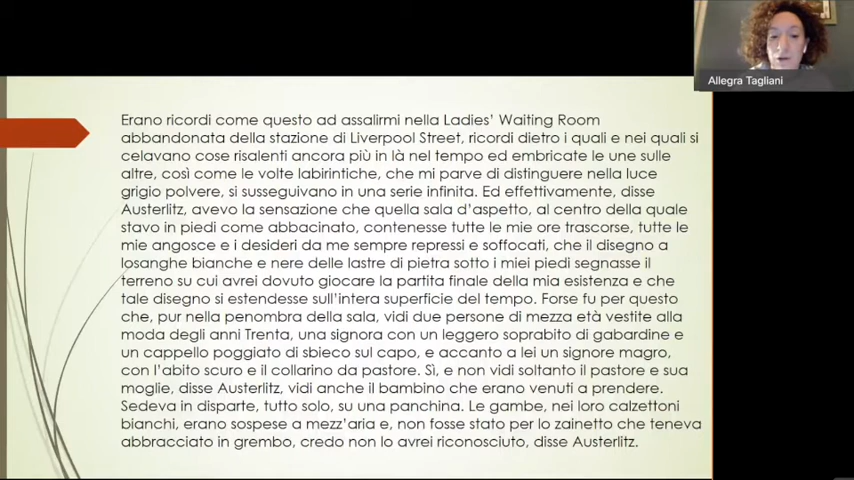 Allegra Tagliani
Erano ricordi come questo ad assalirmi nella Ladies' Waiting Room
abbandonata della stazione di Liverpool Street, ricordi dietro i quali e nei quali si
celavano cose risalenti ancora più in là nel tempo ed embricate le une sulle
altre, così come le volte labirintiche, che mi parve di distinguere nella luce
grigio polvere, si susseguivano in una serie infinita. Ed effettivamente, disse
Austerlitz, avevo la sensazione che quella sala d'aspetto, al centro della quale
stavo in piedi come abbacinato, contenesse tutte le mie ore trascorse, tutte le
mie angosce e i desideri da me sempre repressi e soffocati, che il disegno a
losanghe bianche e nere delle lastre di pietra sotto i miei piedi segnasse il
terreno su cui avrei dovuto giocare la partita finale della mia esistenza e che
tale disegno si estendesse sull'intera superficie del tempo. Forse fu per questo
che, pur nella penombra della sala, vidi due persone di mezza età vestite alla
moda degli anni Trenta, una signora con un leggero soprabito di gabardine e
un cappello poggiato di sbieco sul capo, e accanto a lei un signore magro,
con l'abito scuro e il collarino da pastore. Sì, e non vidi soltanto il pastore e sua
moglie, disse Austerlitz, vidi anche il bambino che erano venuti a prendere.
Sedeva in disparte, tutto solo, su una panchina. Le gambe, nei loro calzettoni
bianchi, erano sospese a mezz'aria e, non fosse stato per lo zainetto che teneva
abbracciato in grembo, credo non lo avrei riconosciuto, disse Austerlitz.